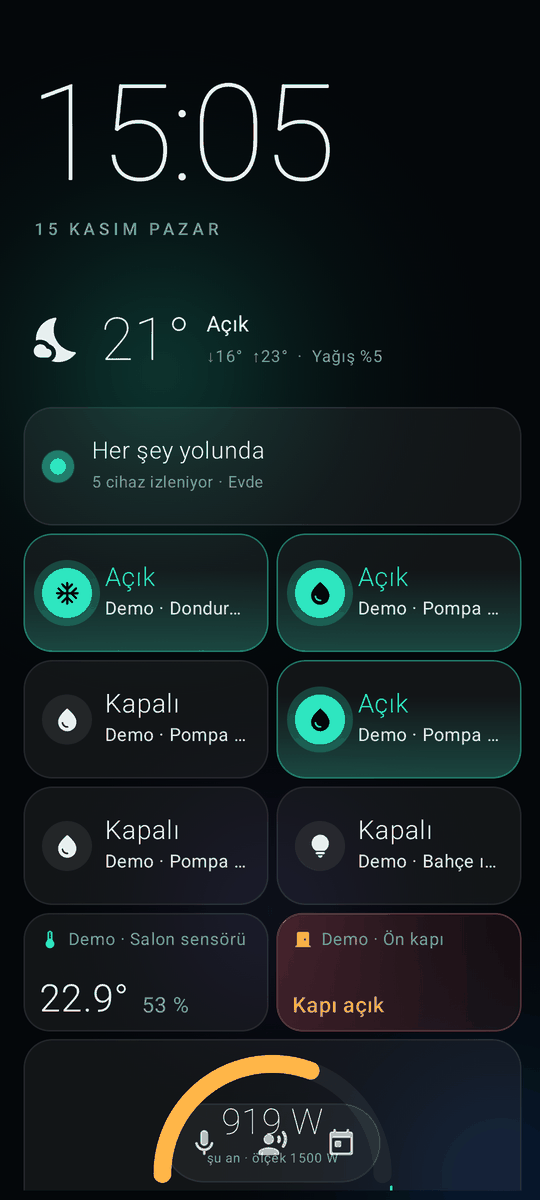 15:05
15 KASIM PAZAR
21° Açık
↓16° ↑23° · Yağış %5
Her şey yolunda
5 cihaz izleniyor · Evde
Açık
Demo · Dondur...
Açık
Demo · Pompa ...
Kapalı
Demo · Pompa ...
Açık
Demo · Pompa ...
Kapalı
Demo · Pompa ...
Kapalı
Demo · Bahçe ı...
Demo · Salon sensörü
22.9° 53 %
Demo · Ön kapı
Kapı açık
919 W
şu an · ölçek 1500 W